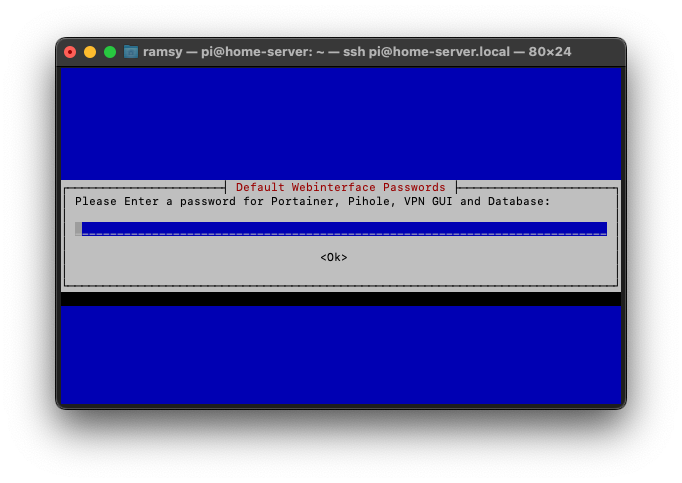 ramsy — pi@home-server: ~ — ssh pi@home-server.local — 80×24
Default Webinterface Passwords
Please Enter a password for Portainer, Pihole, VPN GUI and Database:
<Ok>